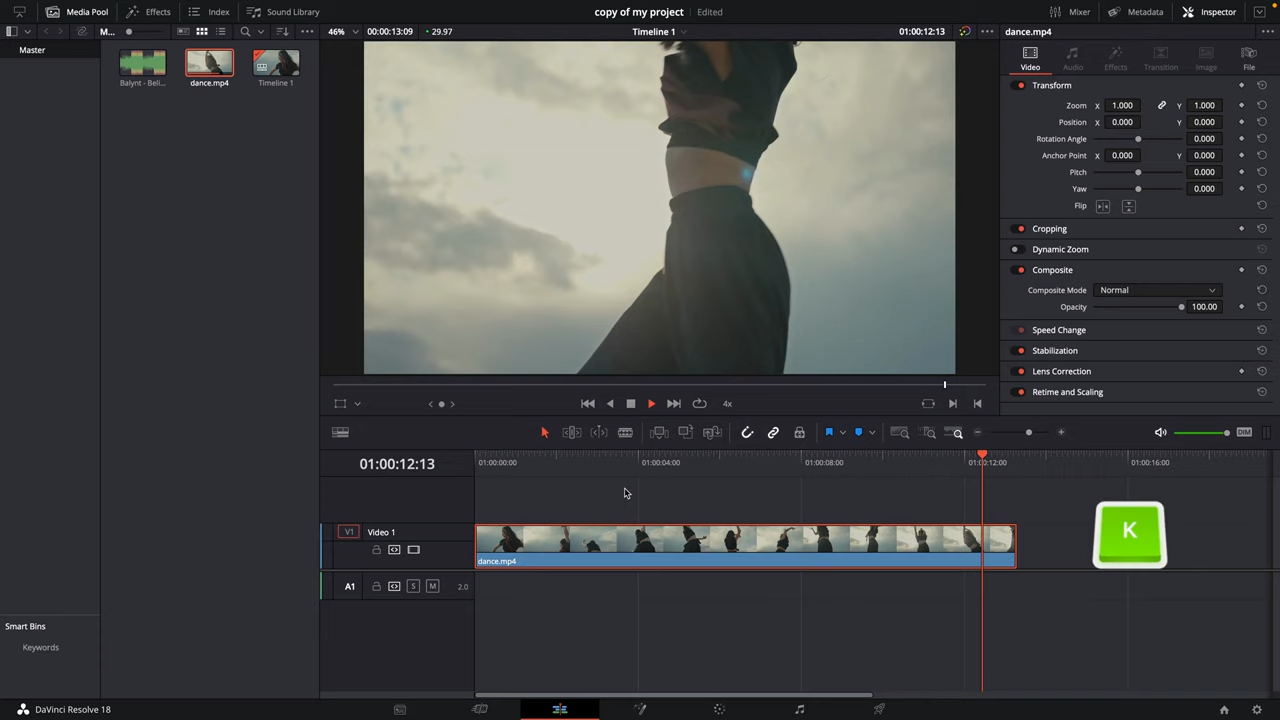 Media Pool
Effects
Index
Sound Library
copy of my project
Edited
Mixer
Metadata
Inspector
M...
46%
00:00:13:09
29.97
Timeline 1
01:00:12:13
dance.mp4
Master
Balynt - Beli...
dance.mp4
Timeline 1
Video
Audio
Effects
Transition
Image
File
Transform
Zoom X 1.000 Y 1.000
Position X 0.000 Y 0.000
Rotation Angle 0.000
Anchor Point X 0.000 Y 0.000
Pitch 0.000
Yaw 0.000
Flip
Cropping
Dynamic Zoom
Composite
Composite Mode Normal
Opacity 100.00
Speed Change
Stabilization
Lens Correction
Retime and Scaling
4x
DIM
01:00:12:13
01:00:00:00
01:00:04:00
01:00:08:00
01:00:12:00
01:00:16:00
V1 Video 1
dance.mp4
A1 S M 2.0
K
Smart Bins
Keywords
DaVinci Resolve 18